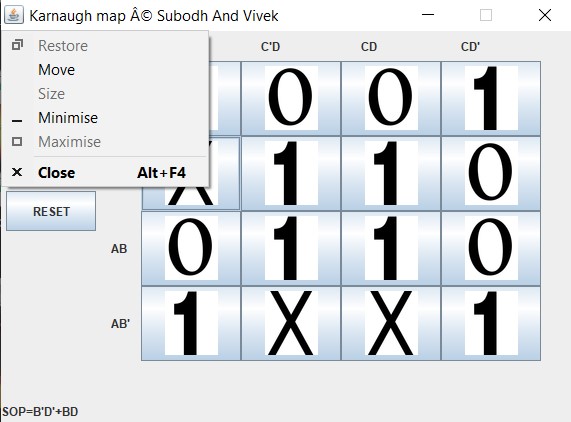 Karnaugh map Â© Subodh And Vivek
Restore
Move
Size
Minimise
Maximise
Close Alt+F4
C'D CD CD'
0 0 1
1 1 0
RESET
AB 0 1 1 0
AB' 1 X X 1
SOP=B'D'+BD